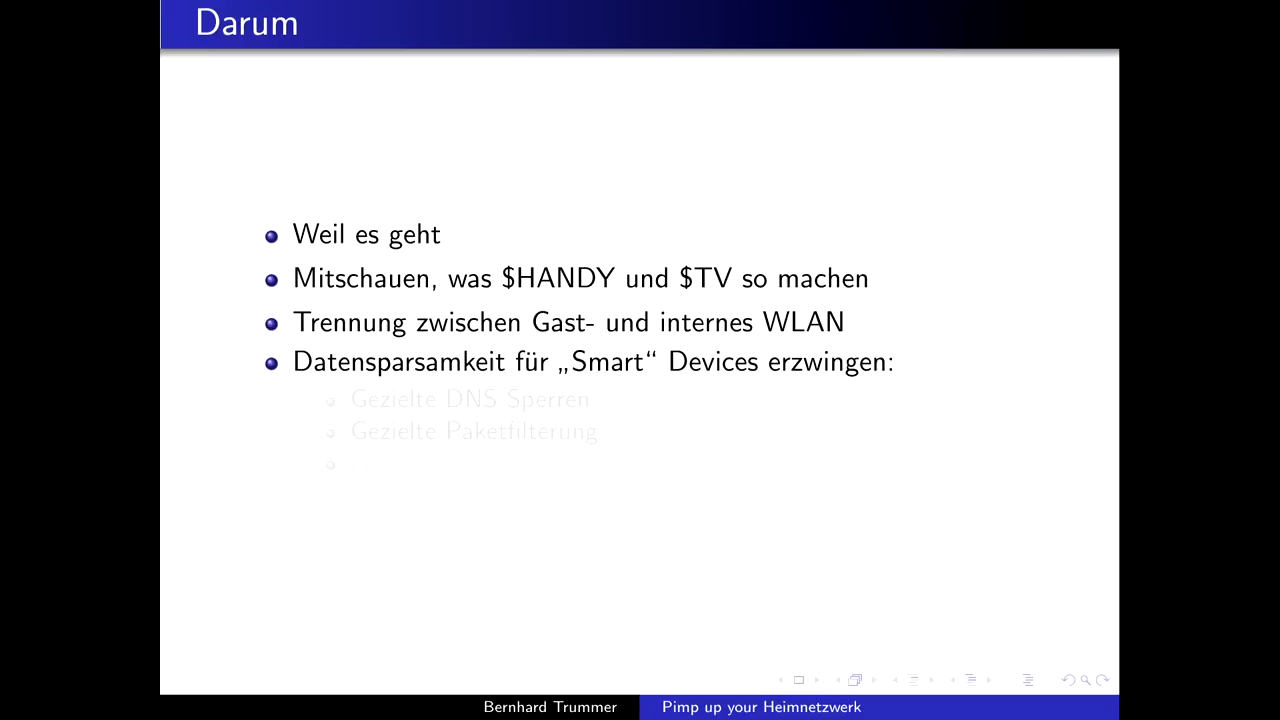 Darum
Weil es geht
Mitschauen, was $HANDY und $TV so machen
Trennung zwischen Gast- und internes WLAN
Datensparsamkeit für „Smart“ Devices erzwingen:
Gezielte DNS Sperren
Gezielte Paketfilterung
Bernhard Trummer
Pimp up your Heimnetzwerk